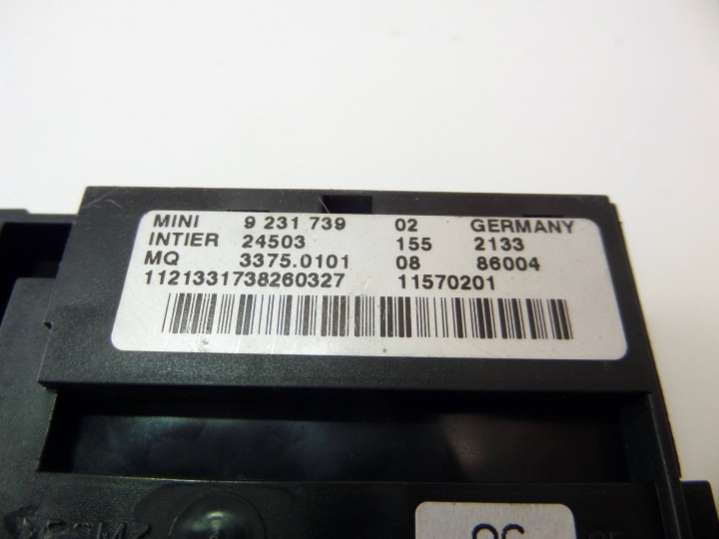 MINI 9 231 739 02 GERMANY
INTIER 24503 155 2133
MQ 3375.0101 08 86004
1121331738260327 11570201